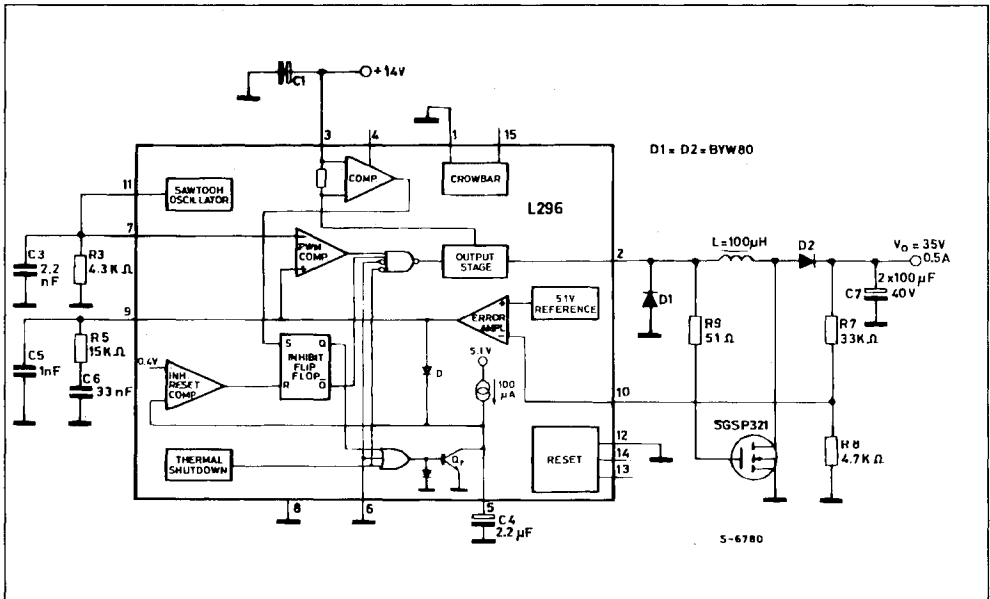 C1
+14V
3
4
1
15
D1 = D2 = BYW80
COMP.
CROWBAR
L296
11
SAWTOOH
OSCILLATOR
7
PWM
COMP
OUTPUT
STAGE
2
L=100µH
D2
Vo = 35V
0.5A
C3
2.2
nF
R3
4.3KΩ
2x100µF
C7
40V
D1
9
ERROR
AMPL
+
−
5.1V
REFERENCE
R9
51Ω
R7
33KΩ
C5
1nF
R5
15KΩ
C6
33nF
0.4V
INH.
RESET
COMP.
S
Q
INHIBIT
FLIP
FLOP
R
Q̅
D
5.1V
100
µA
10
SGSP321
12
RESET
14
13
R8
4.7KΩ
THERMAL
SHUTDOWN
8
6
5
C4
2.2µF
S-6780